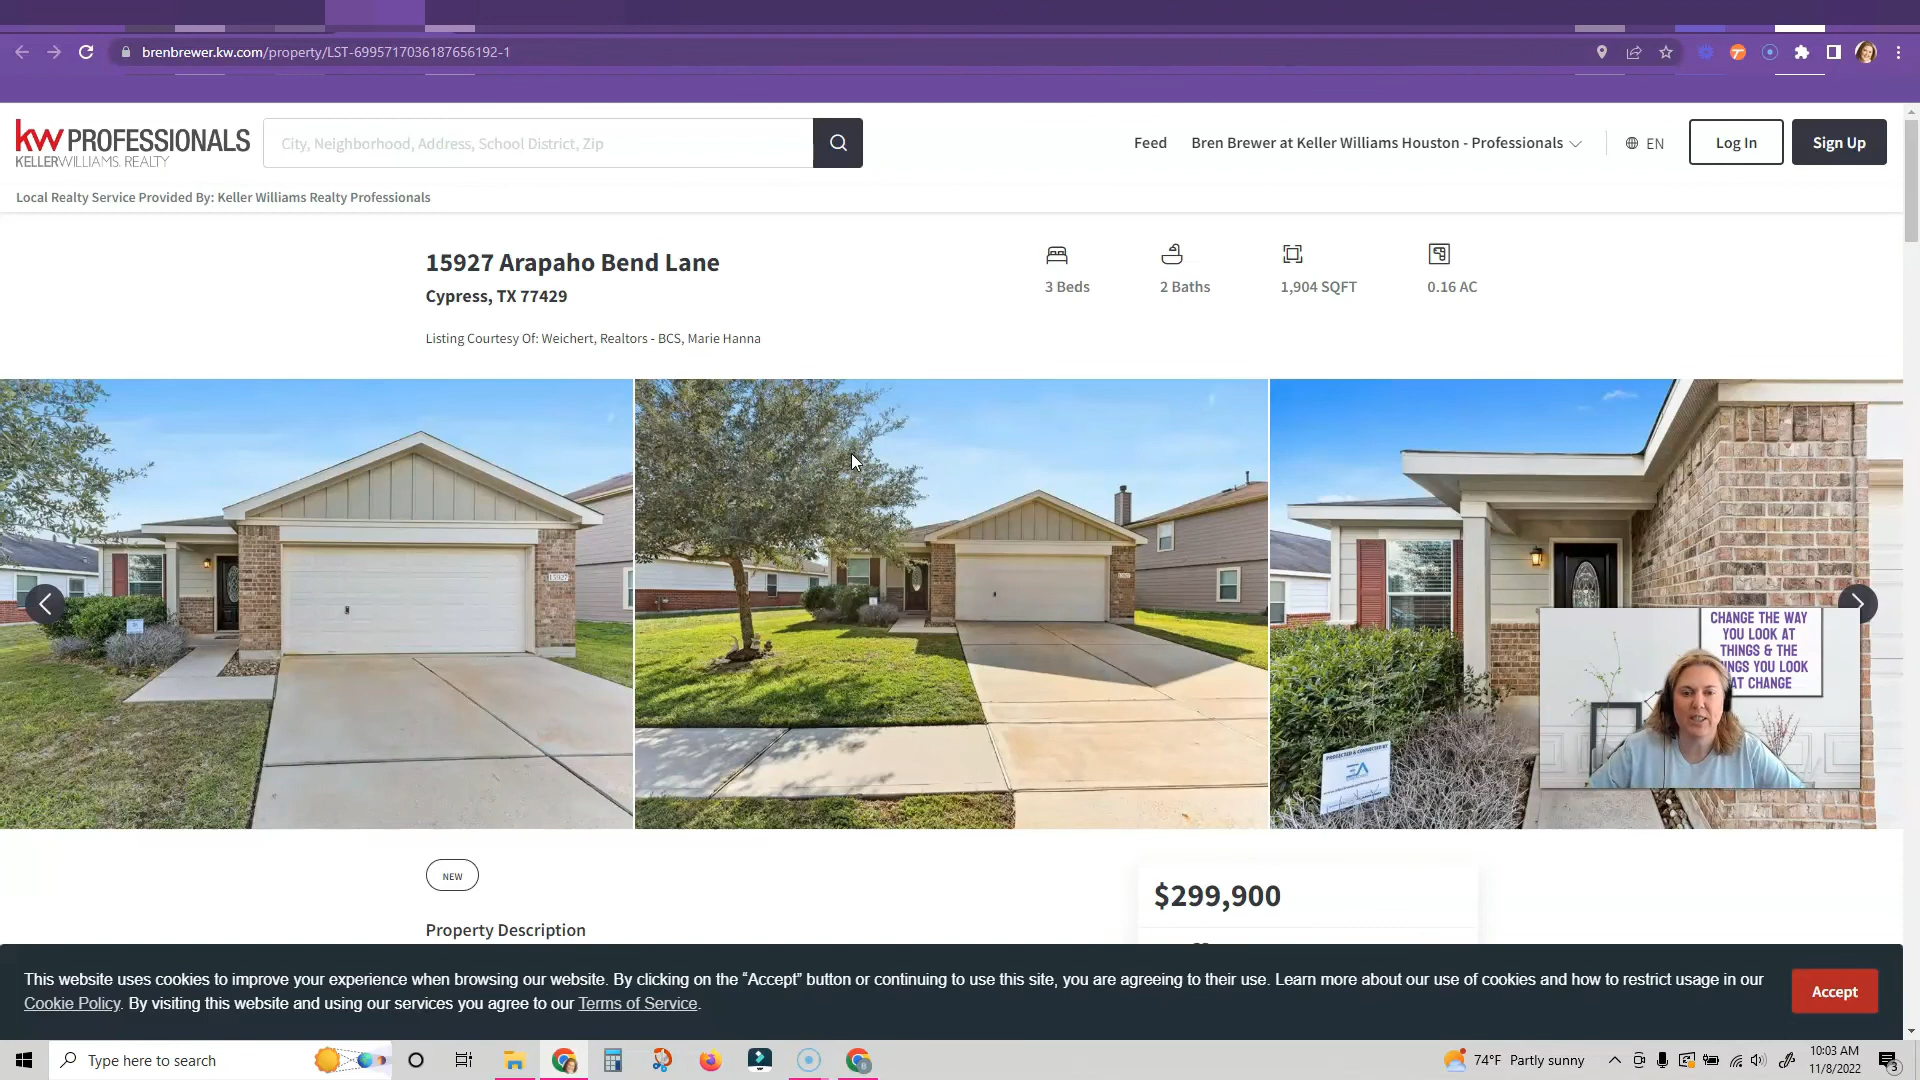 brenbrewer.kw.com/property/LST-6995717036187656192-1
kw PROFESSIONALS
KELLERWILLIAMS. REALTY
City, Neighborhood, Address, School District, Zip
Feed
Bren Brewer at Keller Williams Houston - Professionals
EN
Log In
Sign Up
Local Realty Service Provided By: Keller Williams Realty Professionals
15927 Arapaho Bend Lane
Cypress, TX 77429
3 Beds
2 Baths
1,904 SQFT
0.16 AC
Listing Courtesy Of: Weichert, Realtors - BCS, Marie Hanna
15927
PROTECTED & CONNECTED BY
EA
CHANGE THE WAY
YOU LOOK AT
THINGS & THE
INGS YOU LOOK
AT CHANGE
NEW
$299,900
Property Description
This website uses cookies to improve your experience when browsing our website. By clicking on the “Accept” button or continuing to use this site, you are agreeing to their use. Learn more about our use of cookies and how to restrict usage in our
Cookie Policy. By visiting this website and using our services you agree to our Terms of Service.
Accept
Type here to search
74°F Partly sunny
10:03 AM
11/8/2022
3